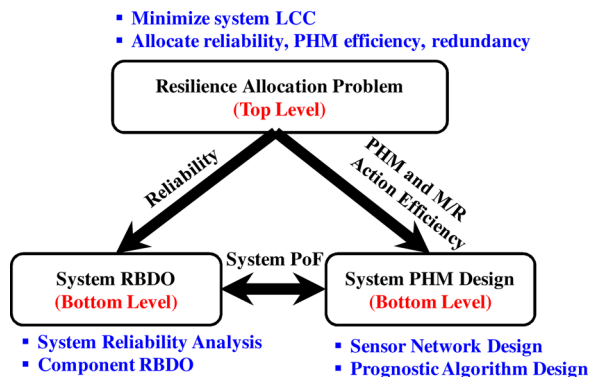 ▪ Minimize system LCC
▪ Allocate reliability, PHM efficiency, redundancy
Resilience Allocation Problem
(Top Level)
Reliability
PHM and M/R
Action Efficiency
System RBDO
(Bottom Level)
System PoF
System PHM Design
(Bottom Level)
▪ System Reliability Analysis
▪ Component RBDO
▪ Sensor Network Design
▪ Prognostic Algorithm Design